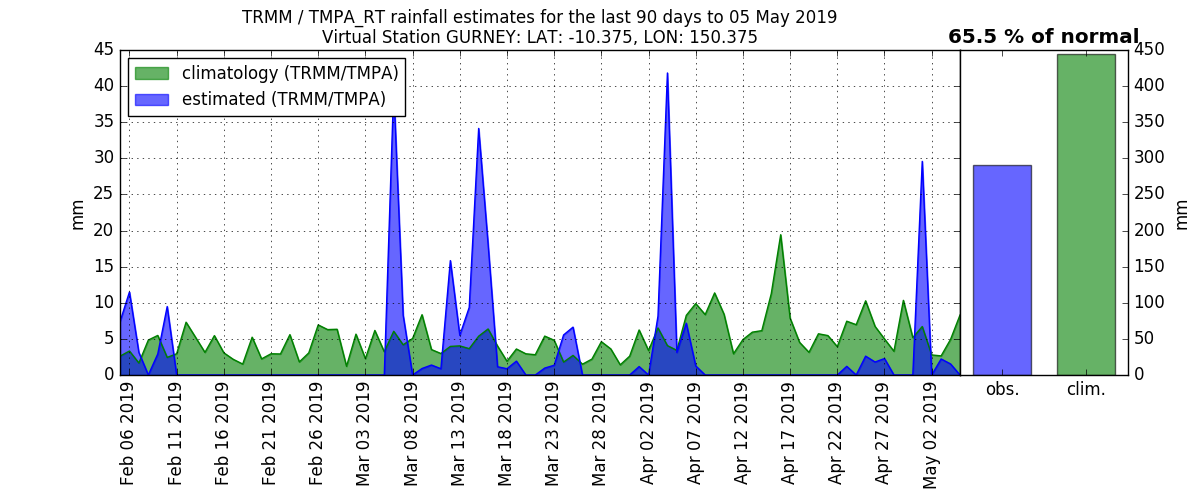 TRMM / TMPA_RT rainfall estimates for the last 90 days to 05 May 2019
Virtual Station GURNEY: LAT: -10.375, LON: 150.375
65.5 % of normal
climatology (TRMM/TMPA)
estimated (TRMM/TMPA)
45
40
35
30
25
20
15
10
5
0
mm
Feb 06 2019
Feb 11 2019
Feb 16 2019
Feb 21 2019
Feb 26 2019
Mar 03 2019
Mar 08 2019
Mar 13 2019
Mar 18 2019
Mar 23 2019
Mar 28 2019
Apr 02 2019
Apr 07 2019
Apr 12 2019
Apr 17 2019
Apr 22 2019
Apr 27 2019
May 02 2019
obs.
clim.
450
400
350
300
250
200
150
100
50
0
mm